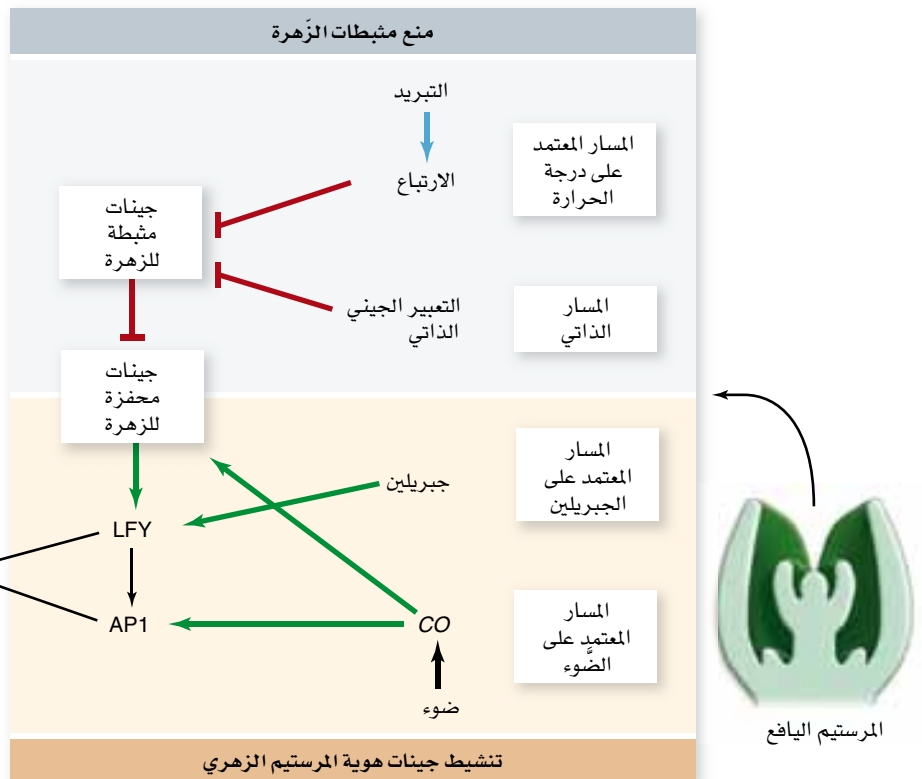 منع مثبطات الزّهرة
التبريد
المسار المعتمد
على درجة
الحرارة
الارتباع
جينات
مثبطة
للزهرة
التعبير الجيني
الذاتي
المسار
الذاتي
جينات
محفزة
للزهرة
المسار
المعتمد على
الجبريلين
جبريلين
LFY
AP1
CO
المسار
المعتمد على
الضَّوء
ضوء
المرستيم اليافع
تنشيط جينات هوية المرستيم الزهري